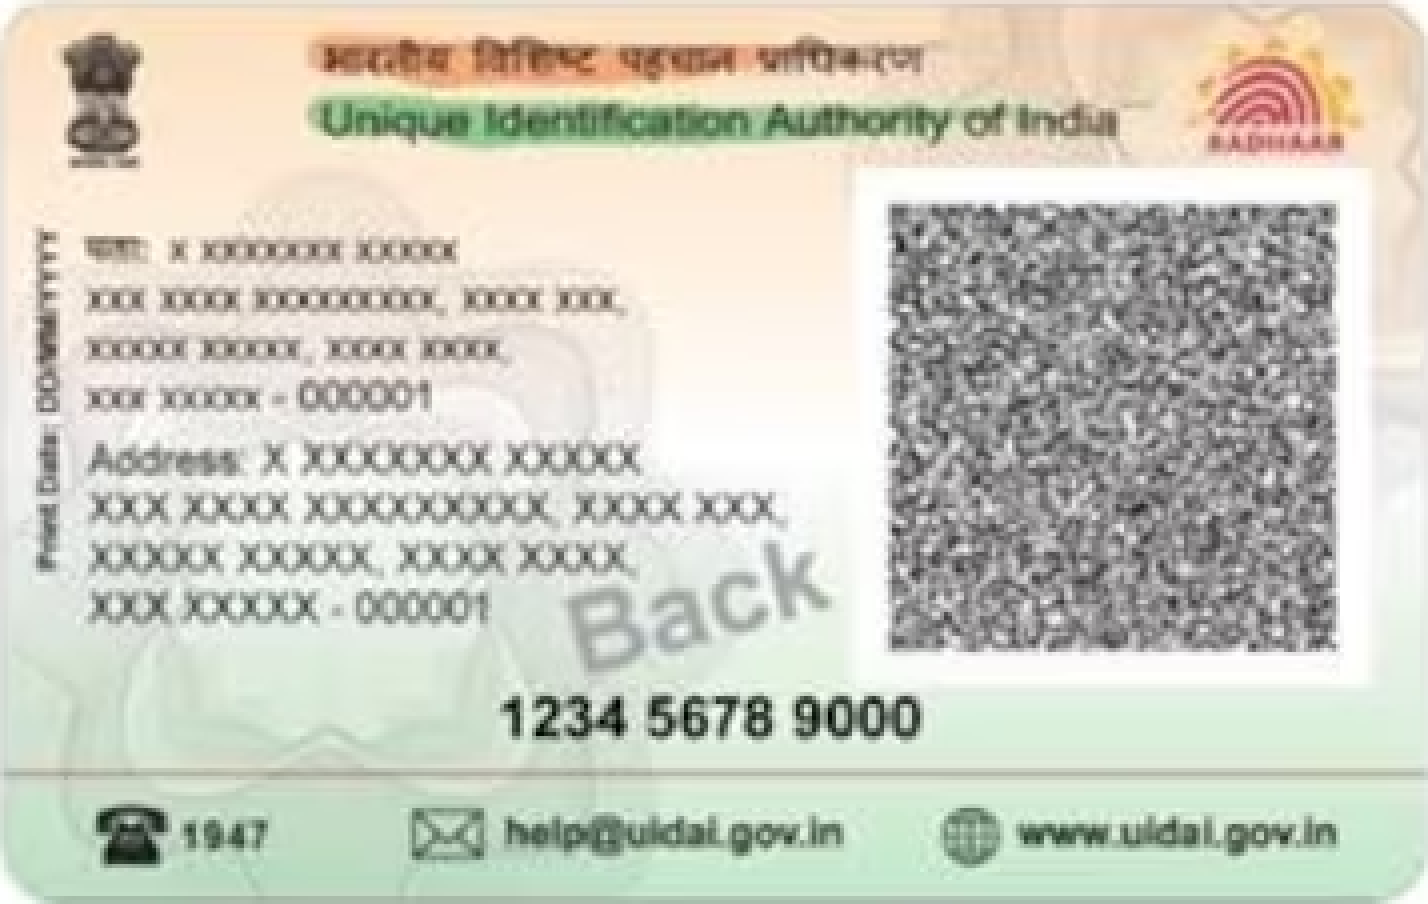 भारतीय विशिष्ट पहचान प्राधिकरण
Unique Identification Authority of India
AADHAAR
Print Date: DD/MM/YYYY
पता: X XXXXXXX XXXXX
XXX XXXX XXXXXXXXX, XXXX XXX,
XXXXX XXXXX, XXXX XXXX,
XXX XXXXX - 000001
Address: X XXXXXXX XXXXX
XXX XXXX XXXXXXXXX, XXXX XXX,
XXXXX XXXXX, XXXX XXXX,
XXX XXXXX - 000001
Back
1234 5678 9000
1947
help@uidai.gov.in
www.uidai.gov.in